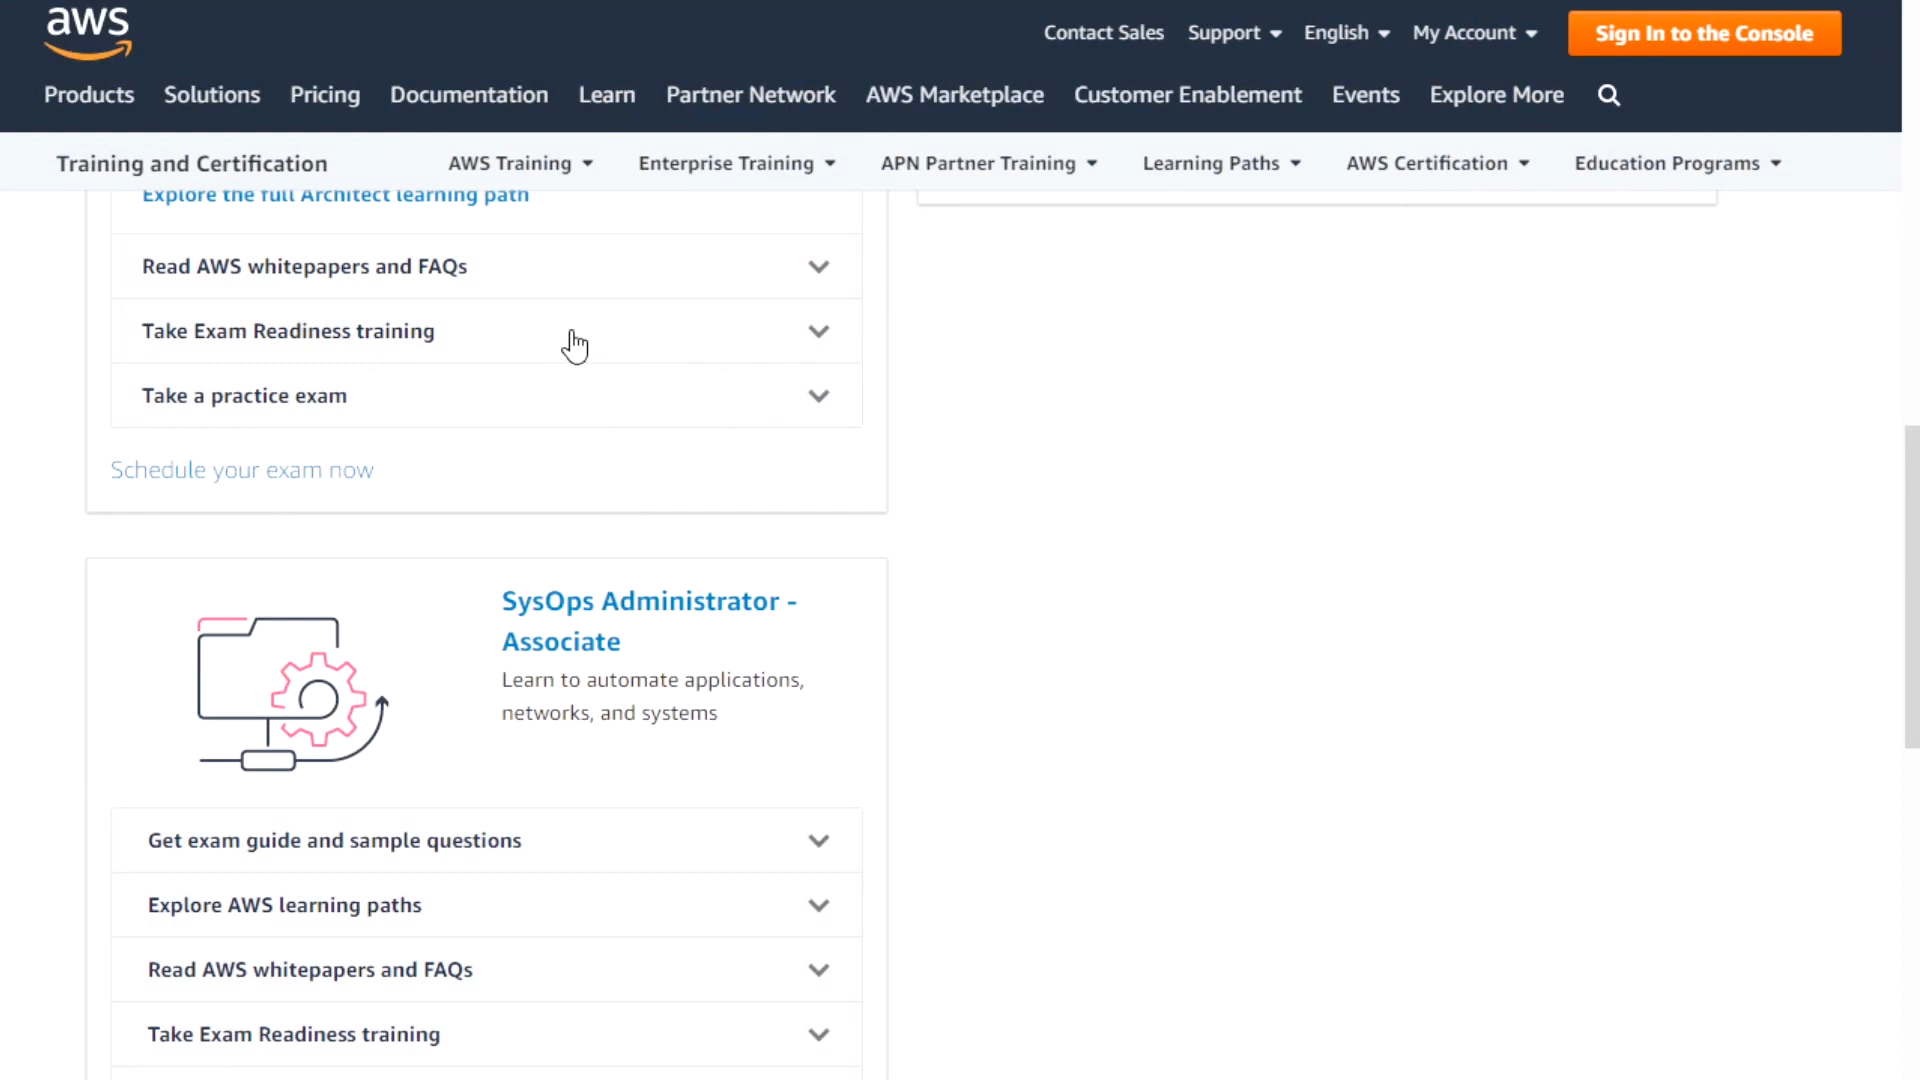 aws
Contact Sales Support English My Account Sign In to the Console
Products Solutions Pricing Documentation Learn Partner Network AWS Marketplace Customer Enablement Events Explore More
Training and Certification AWS Training Enterprise Training APN Partner Training Learning Paths AWS Certification Education Programs
Explore the full Architect learning path
Read AWS whitepapers and FAQs
Take Exam Readiness training
Take a practice exam
Schedule your exam now
SysOps Administrator -
Associate
Learn to automate applications,
networks, and systems
Get exam guide and sample questions
Explore AWS learning paths
Read AWS whitepapers and FAQs
Take Exam Readiness training